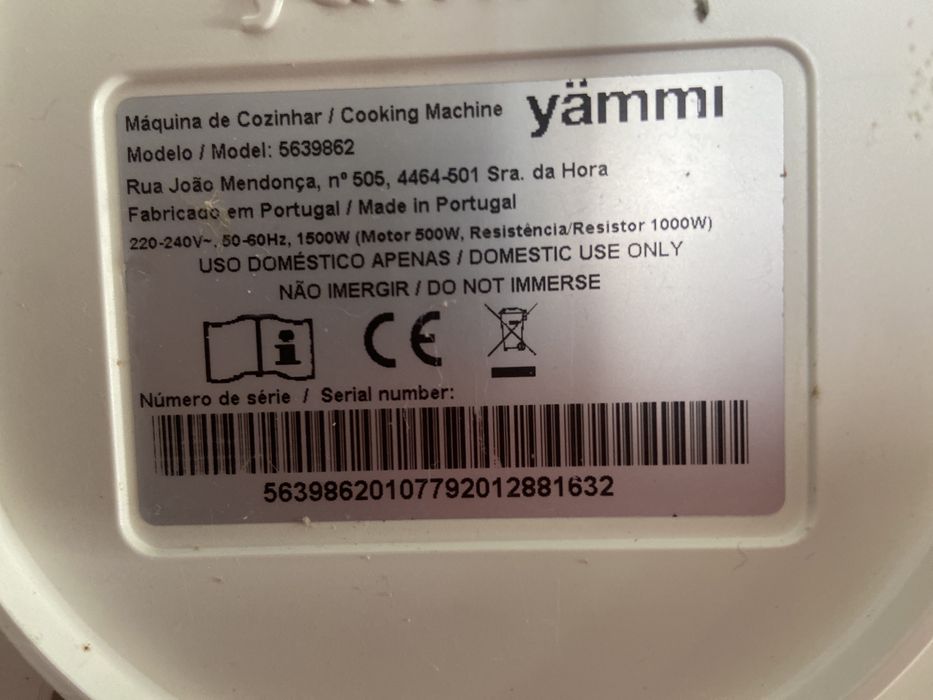 yämmı
Máquina de Cozinhar / Cooking Machine
Modelo / Model: 5639862
Rua João Mendonça, nº 505, 4464-501 Sra. da Hora
Fabricado em Portugal / Made in Portugal
220-240V~, 50-60Hz, 1500W (Motor 500W, Resistência/Resistor 1000W)
USO DOMÉSTICO APENAS / DOMESTIC USE ONLY
NÃO IMERGIR / DO NOT IMMERSE
CE
Número de série / Serial number:
56398620107792012881632